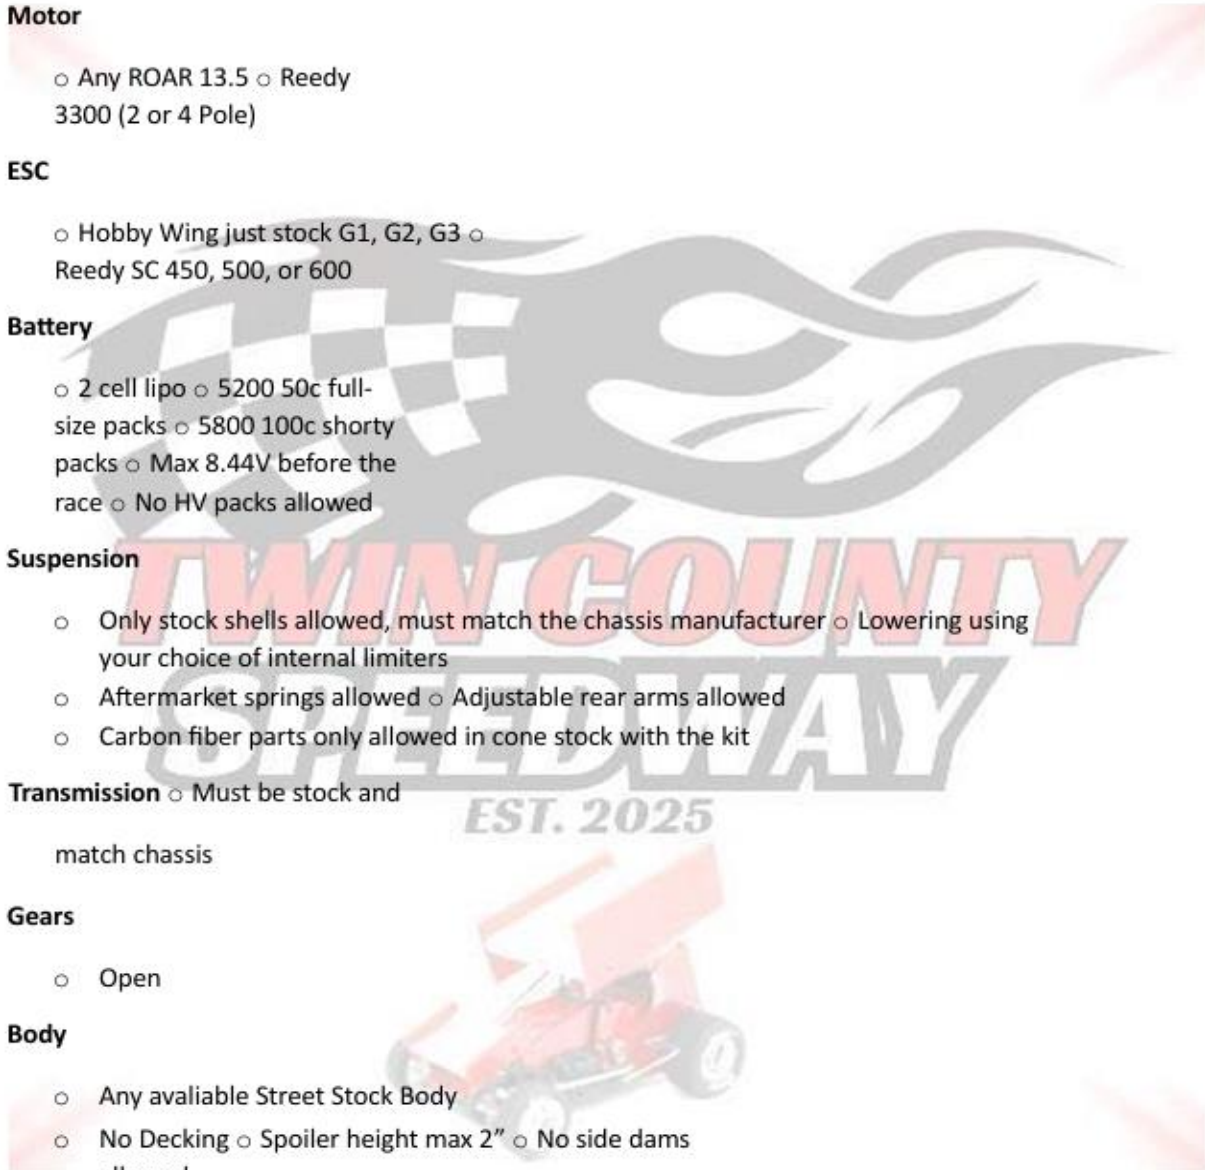 Motor
○ Any ROAR 13.5 ○ Reedy
3300 (2 or 4 Pole)
ESC
○ Hobby Wing just stock G1, G2, G3 ○
Reedy SC 450, 500, or 600
Battery
○ 2 cell lipo ○ 5200 50c full-
size packs ○ 5800 100c shorty
packs ○ Max 8.44V before the
race ○ No HV packs allowed
Suspension
○ Only stock shells allowed, must match the chassis manufacturer ○ Lowering using
your choice of internal limiters
○ Aftermarket springs allowed ○ Adjustable rear arms allowed
○ Carbon fiber parts only allowed in cone stock with the kit
Transmission ○ Must be stock and
match chassis
Gears
○ Open
Body
○ Any avaliable Street Stock Body
○ No Decking ○ Spoiler height max 2” ○ No side dams
TWIN COUNTY
SPEEDWAY
EST. 2025